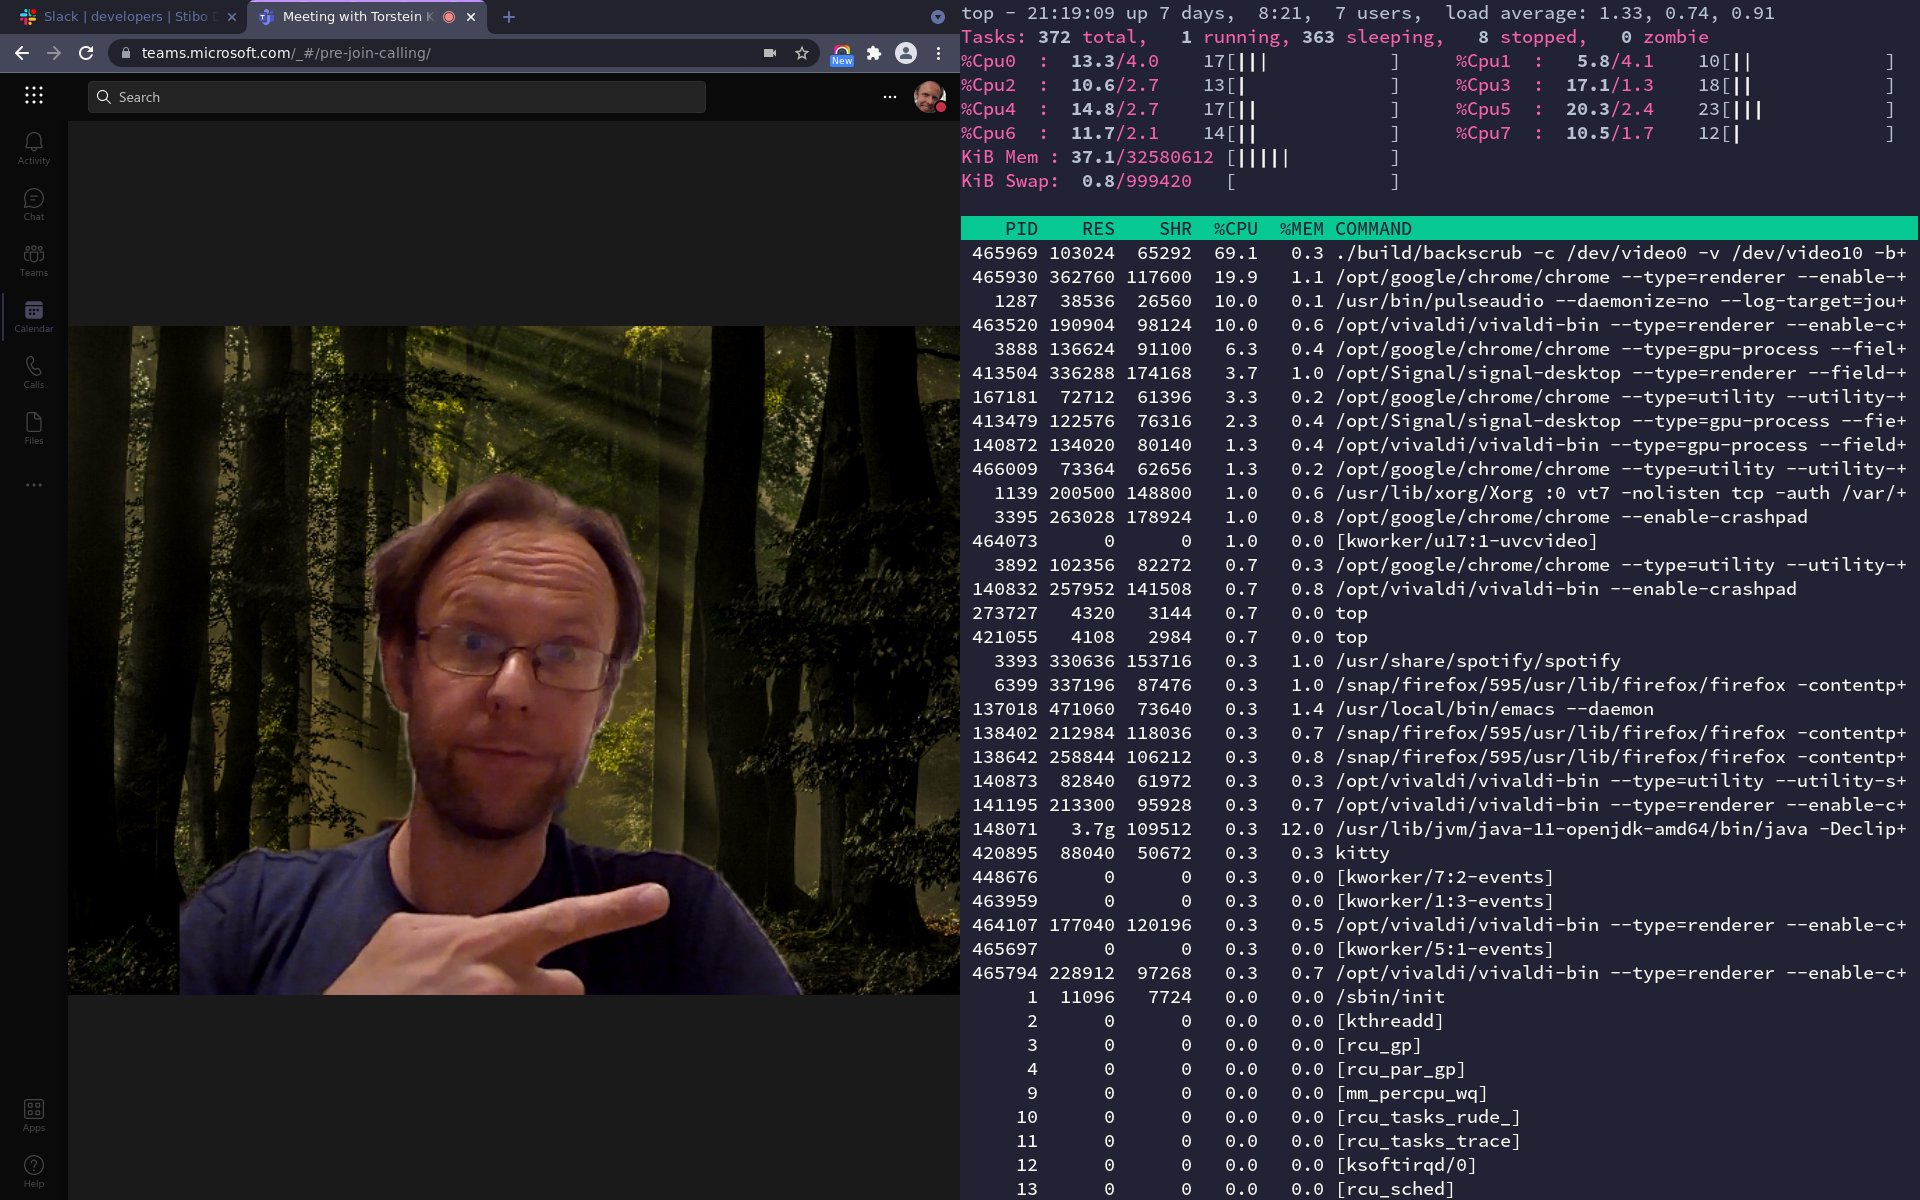 Slack | developers | Stibo D
Meeting with Torstein K
teams.microsoft.com/_#/pre-join-calling/
New
Search
Activity
Chat
Teams
Calendar
Calls
Files
Apps
Help
top - 21:19:09 up 7 days,  8:21,  7 users,  load average: 1.33, 0.74, 0.91
Tasks: 372 total,   1 running, 363 sleeping,   8 stopped,   0 zombie
%Cpu0  :  13.3/4.0    17[|||           ]     %Cpu1  :   5.8/4.1    10[||            ]
%Cpu2  :  10.6/2.7    13[|             ]     %Cpu3  :  17.1/1.3    18[||            ]
%Cpu4  :  14.8/2.7    17[||            ]     %Cpu5  :  20.3/2.4    23[|||           ]
%Cpu6  :  11.7/2.1    14[||            ]     %Cpu7  :  10.5/1.7    12[|             ]
KiB Mem : 37.1/32580612 [|||||         ]
KiB Swap:  0.8/999420   [              ]
PID    RES    SHR  %CPU  %MEM COMMAND
465969 103024  65292  69.1   0.3 ./build/backscrub -c /dev/video0 -v /dev/video10 -b+
465930 362760 117600  19.9   1.1 /opt/google/chrome/chrome --type=renderer --enable-+
1287  38536  26560  10.0   0.1 /usr/bin/pulseaudio --daemonize=no --log-target=jou+
463520 190904  98124  10.0   0.6 /opt/vivaldi/vivaldi-bin --type=renderer --enable-c+
3888 136624  91100   6.3   0.4 /opt/google/chrome/chrome --type=gpu-process --fiel+
413504 336288 174168   3.7   1.0 /opt/Signal/signal-desktop --type=renderer --field-+
167181  72712  61396   3.3   0.2 /opt/google/chrome/chrome --type=utility --utility-+
413479 122576  76316   2.3   0.4 /opt/Signal/signal-desktop --type=gpu-process --fie+
140872 134020  80140   1.3   0.4 /opt/vivaldi/vivaldi-bin --type=gpu-process --field+
466009  73364  62656   1.3   0.2 /opt/google/chrome/chrome --type=utility --utility-+
1139 200500 148800   1.0   0.6 /usr/lib/xorg/Xorg :0 vt7 -nolisten tcp -auth /var/+
3395 263028 178924   1.0   0.8 /opt/google/chrome/chrome --enable-crashpad
464073      0      0   1.0   0.0 [kworker/u17:1-uvcvideo]
3892 102356  82272   0.7   0.3 /opt/google/chrome/chrome --type=utility --utility-+
140832 257952 141508   0.7   0.8 /opt/vivaldi/vivaldi-bin --enable-crashpad
273727   4320   3144   0.7   0.0 top
421055   4108   2984   0.7   0.0 top
3393 330636 153716   0.3   1.0 /usr/share/spotify/spotify
6399 337196  87476   0.3   1.0 /snap/firefox/595/usr/lib/firefox/firefox -contentp+
137018 471060  73640   0.3   1.4 /usr/local/bin/emacs --daemon
138402 212984 118036   0.3   0.7 /snap/firefox/595/usr/lib/firefox/firefox -contentp+
138642 258844 106212   0.3   0.8 /snap/firefox/595/usr/lib/firefox/firefox -contentp+
140873  82840  61972   0.3   0.3 /opt/vivaldi/vivaldi-bin --type=utility --utility-s+
141195 213300  95928   0.3   0.7 /opt/vivaldi/vivaldi-bin --type=renderer --enable-c+
148071   3.7g 109512   0.3  12.0 /usr/lib/jvm/java-11-openjdk-amd64/bin/java -Declip+
420895  88040  50672   0.3   0.3 kitty
448676      0      0   0.3   0.0 [kworker/7:2-events]
463959      0      0   0.3   0.0 [kworker/1:3-events]
464107 177040 120196   0.3   0.5 /opt/vivaldi/vivaldi-bin --type=renderer --enable-c+
465697      0      0   0.3   0.0 [kworker/5:1-events]
465794 228912  97268   0.3   0.7 /opt/vivaldi/vivaldi-bin --type=renderer --enable-c+
1  11096   7724   0.0   0.0 /sbin/init
2      0      0   0.0   0.0 [kthreadd]
3      0      0   0.0   0.0 [rcu_gp]
4      0      0   0.0   0.0 [rcu_par_gp]
9      0      0   0.0   0.0 [mm_percpu_wq]
10      0      0   0.0   0.0 [rcu_tasks_rude_]
11      0      0   0.0   0.0 [rcu_tasks_trace]
12      0      0   0.0   0.0 [ksoftirqd/0]
13      0      0   0.0   0.0 [rcu_sched]